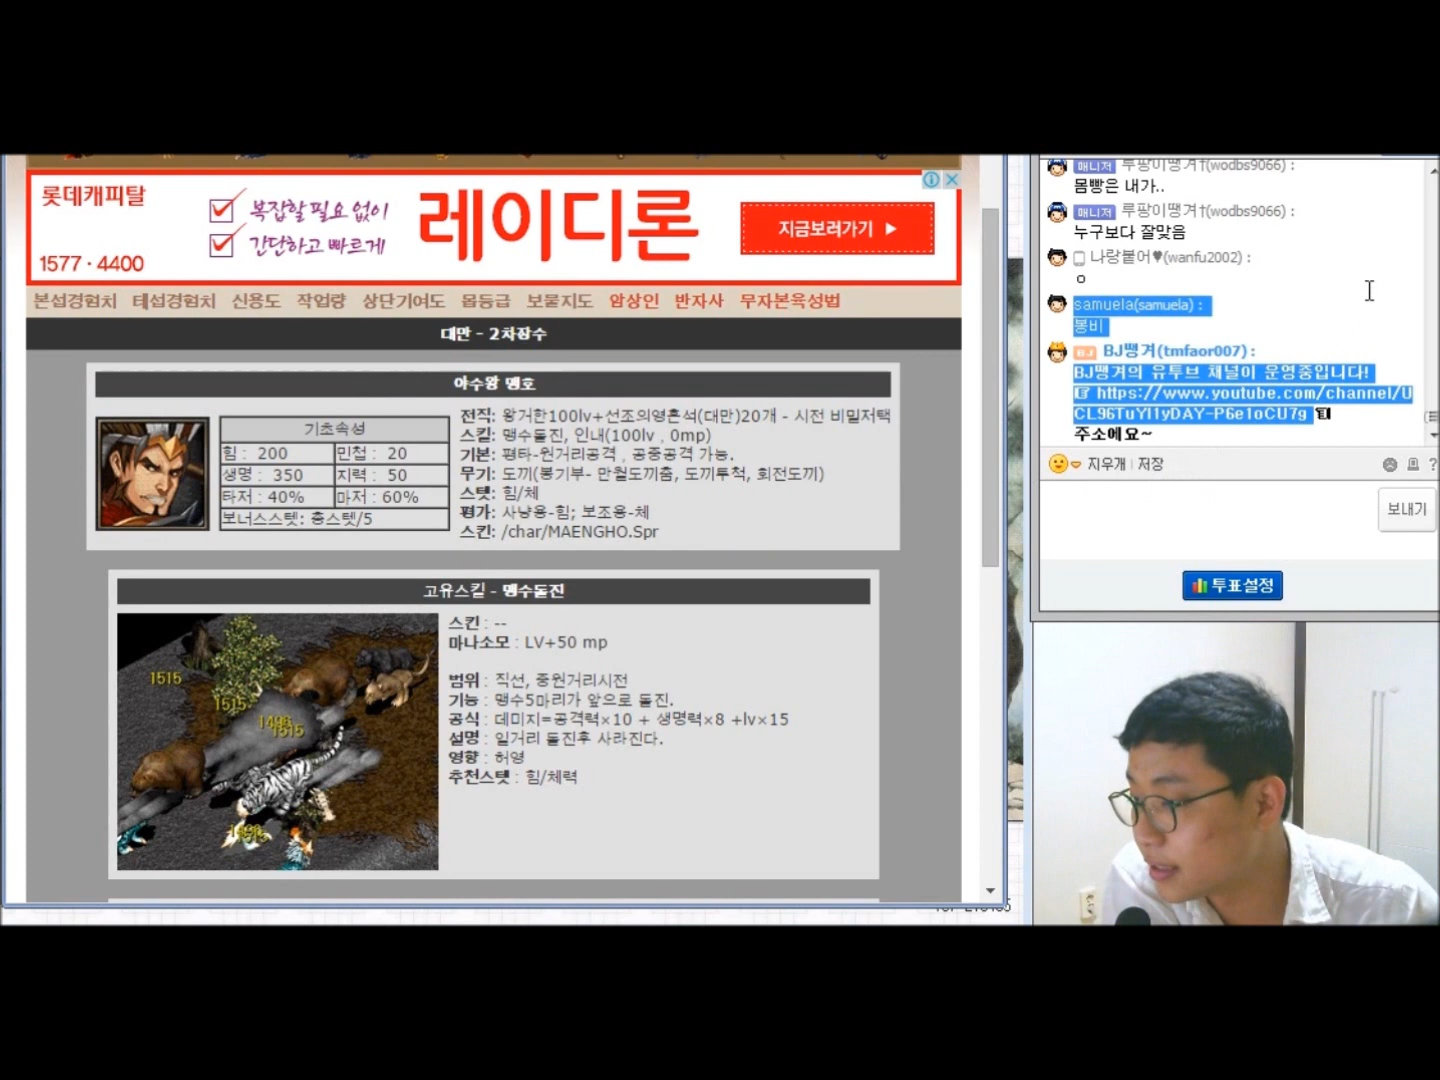 롯데캐피탈
1577·4400
복잡할 필요 없이
간단하고 빠르게
레이디론
지금보러가기 ▶
본섭경험치 테섭경험치 신용도 작업량 상단기여도 몹등급 보물지도 암상인 반자사 무자본육성법
대만 - 2차장수
야수왕 맹호
기초속성
힘 : 200 민첩 : 20
생명 : 350 지력 : 50
타저 : 40% 마저 : 60%
보너스스텟: 총스텟/5
전직: 왕거한100lv+선조의영혼석(대만)20개 - 시전 비밀저택
스킬: 맹수돌진, 인내(100lv , 0mp)
기본: 평타-원거리공격 , 공중공격 가능.
무기: 도끼(봉기부- 만월도끼춤, 도끼투척, 회전도끼)
스텟: 힘/체
평가: 사냥용-힘; 보조용-체
스킨: /char/MAENGHO.Spr
고유스킬 - 맹수돌진
1515
1515
1515
스킨 : --
마나소모 : LV+50 mp
범위 : 직선, 중원거리시전
기능 : 맹수5마리가 앞으로 돌진.
공식 : 데미지=공격력×10 + 생명력×8 +lv×15
설명 : 일거리 돌진후 사라진다.
영향 : 허영
추천스텟 : 힘/체력
매니저 루팡이땡겨†(wodbs9066) :
몸빵은 내가..
매니저 루팡이땡겨†(wodbs9066) :
누구보다 잘맞음
나랑붙어♥(wanfu2002) :
ㅇ
samuela(samuela) :
봉비
BJ BJ땡겨(tmfaor007) :
BJ땡겨의 유투브 채널이 운영중입니다!
☞ https://www.youtube.com/channel/U
CL96TuYl1yDAY-P6e1oCU7g ☜
주소에요~
지우개 | 저장
보내기
투표설정